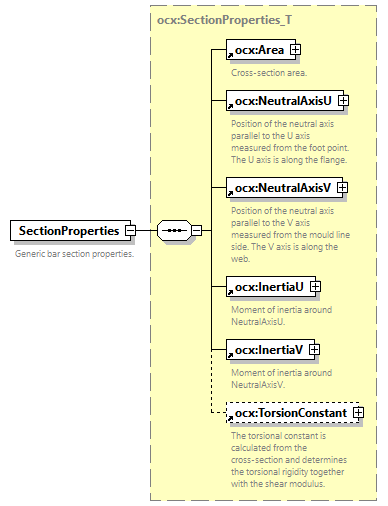 ocx:SectionProperties_T
ocx:Area
Cross-section area.
ocx:NeutralAxisU
Position of the neutral axis
parallel to the U axis
measured from the foot point.
The U axis is along the flange.
ocx:NeutralAxisV
Position of the neutral axis
parallel to the V axis
measured from the mould line
side. The V axis is along the
web.
SectionProperties
Generic bar section properties.
ocx:InertiaU
Moment of inertia around
NeutralAxisU.
ocx:InertiaV
Moment of inertia around
NeutralAxisV.
ocx:TorsionConstant
The torsional constant is
calculated from the
cross-section and determines
the torsional rigidity together
with the shear modulus.